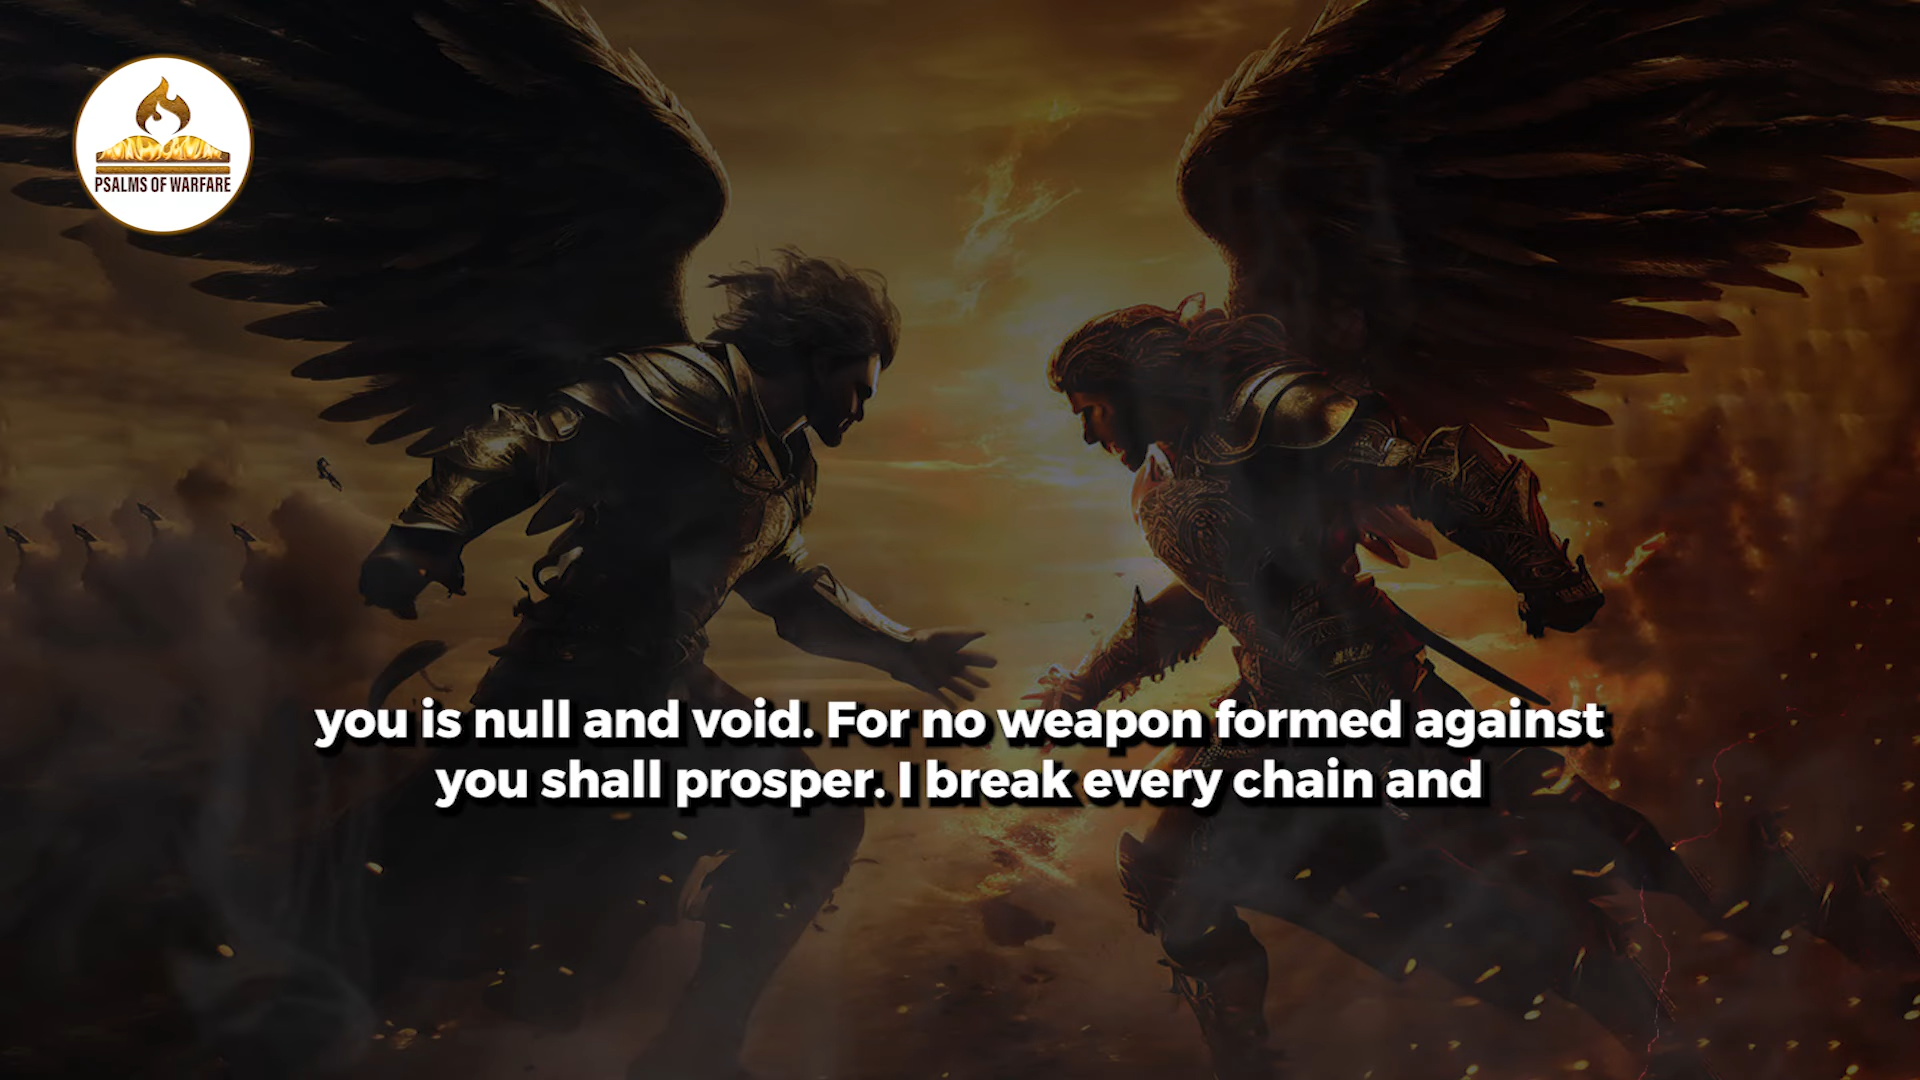 PSALMS OF WARFARE
you is null and void. For no weapon formed against
you shall prosper. I break every chain and